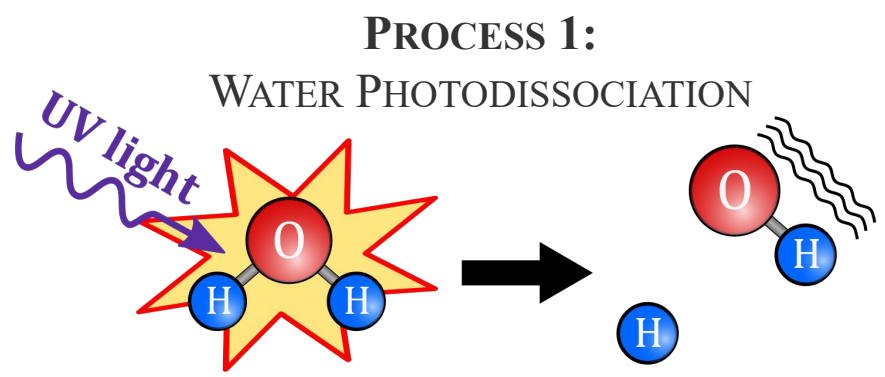 PROCESS 1:
WATER PHOTODISSOCIATION
UV light
O
H
H
O
H
H